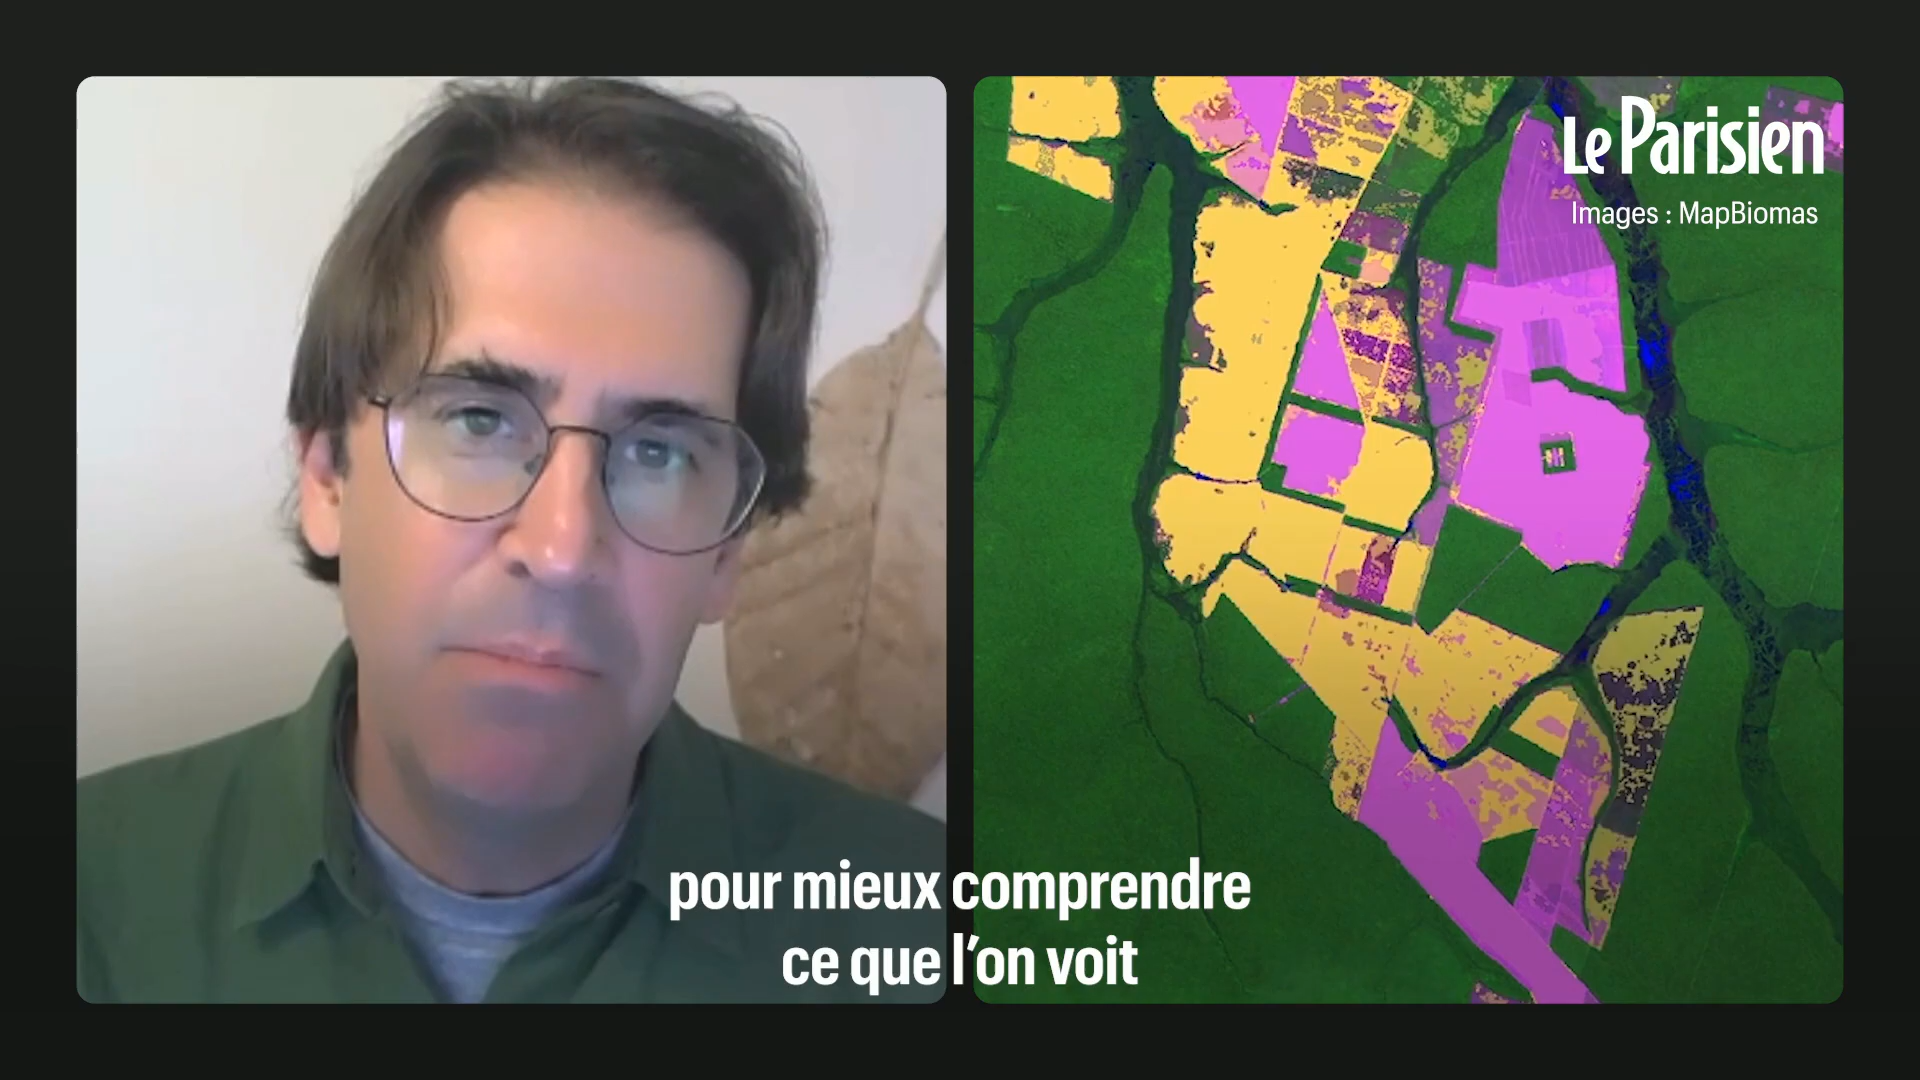 Le Parisien
Images : MapBiomas
pour mieux comprendre
ce que l'on voit